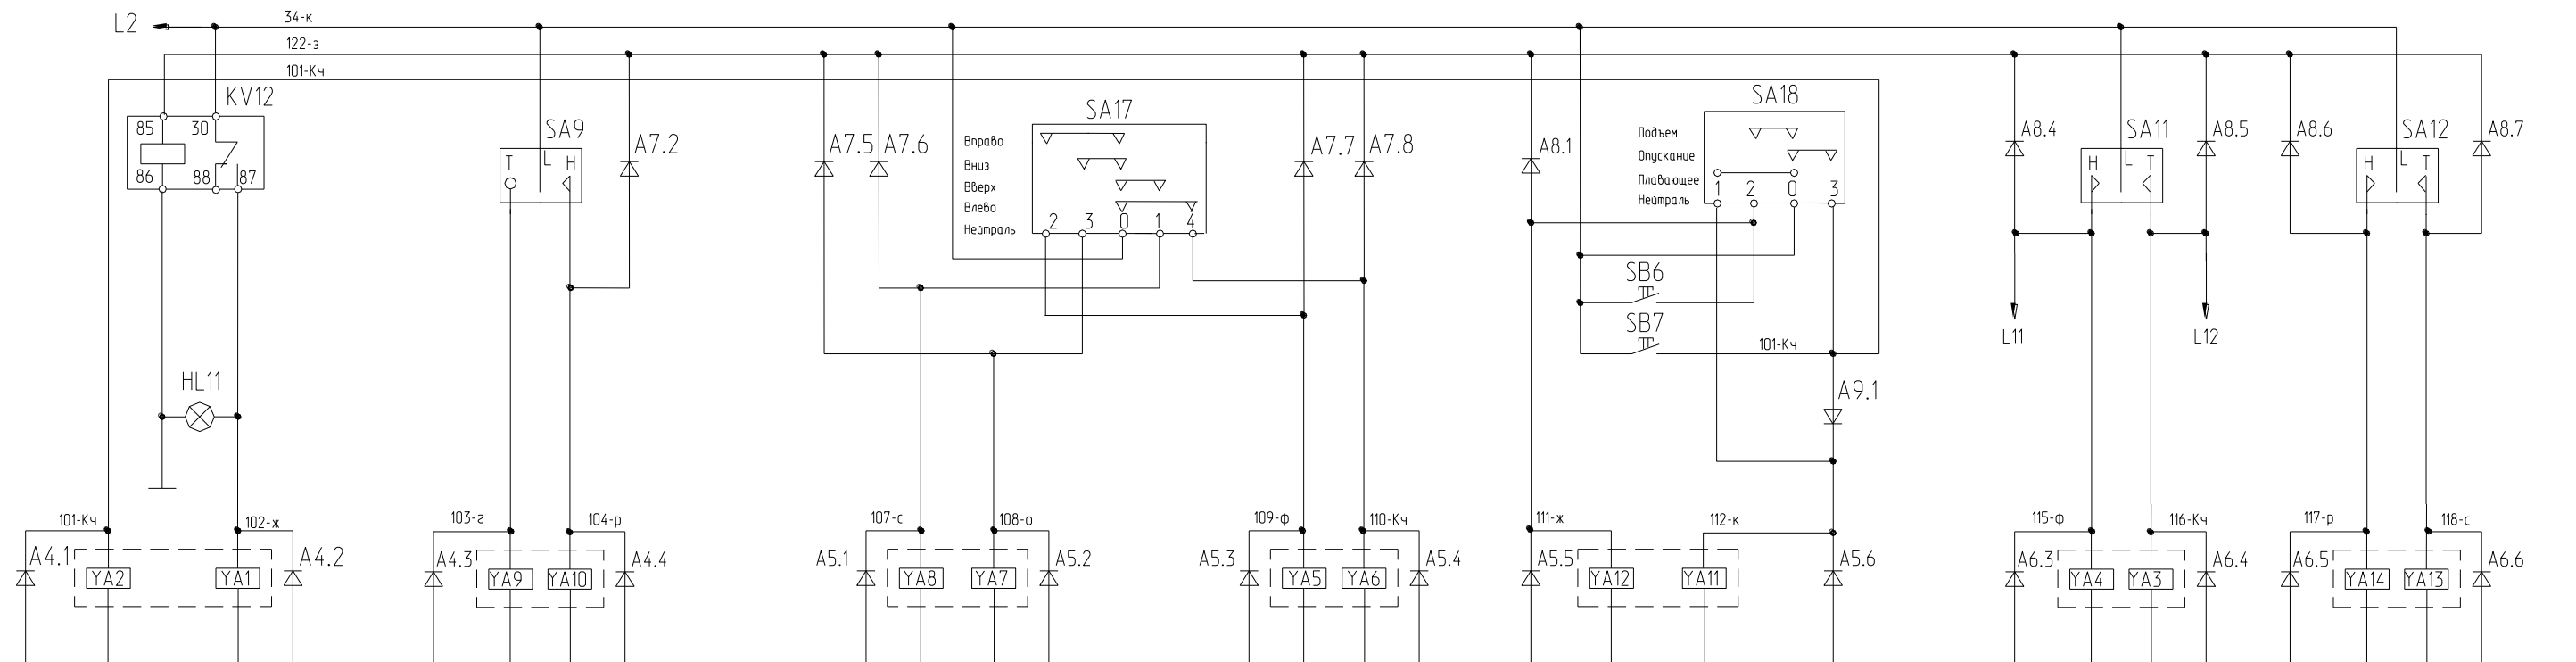 L2
34-к
122-з
101-Кч
KV12
85 30
86 88 87
HL11
SA9
T L H
A7.2
A7.5
A7.6
SA17
Вправо
Вниз
Вверх
Влево
Нейтраль
2 3 0 1 4
A7.7
A7.8
A8.1
SA18
Подъем
Опускание
Плавающее
Нейтраль
1 2 0 3
SB6
SB7
101-Кч
A9.1
A8.4
SA11
H L T
A8.5
L11
L12
A8.6
SA12
H L T
A8.7
101-Кч
102-ж
103-г
104-р
107-с
108-о
109-ф
110-Кч
111-ж
112-к
115-ф
116-Кч
117-р
118-с
A4.1
YA2
YA1
A4.2
A4.3
YA9
YA10
A4.4
A5.1
YA8
YA7
A5.2
A5.3
YA5
YA6
A5.4
A5.5
YA12
YA11
A5.6
A6.3
YA4
YA3
A6.4
A6.5
YA14
YA13
A6.6